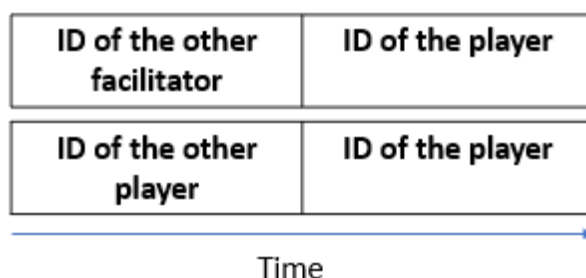 ID of the other
facilitator
ID of the player
ID of the other
player
ID of the player
Time